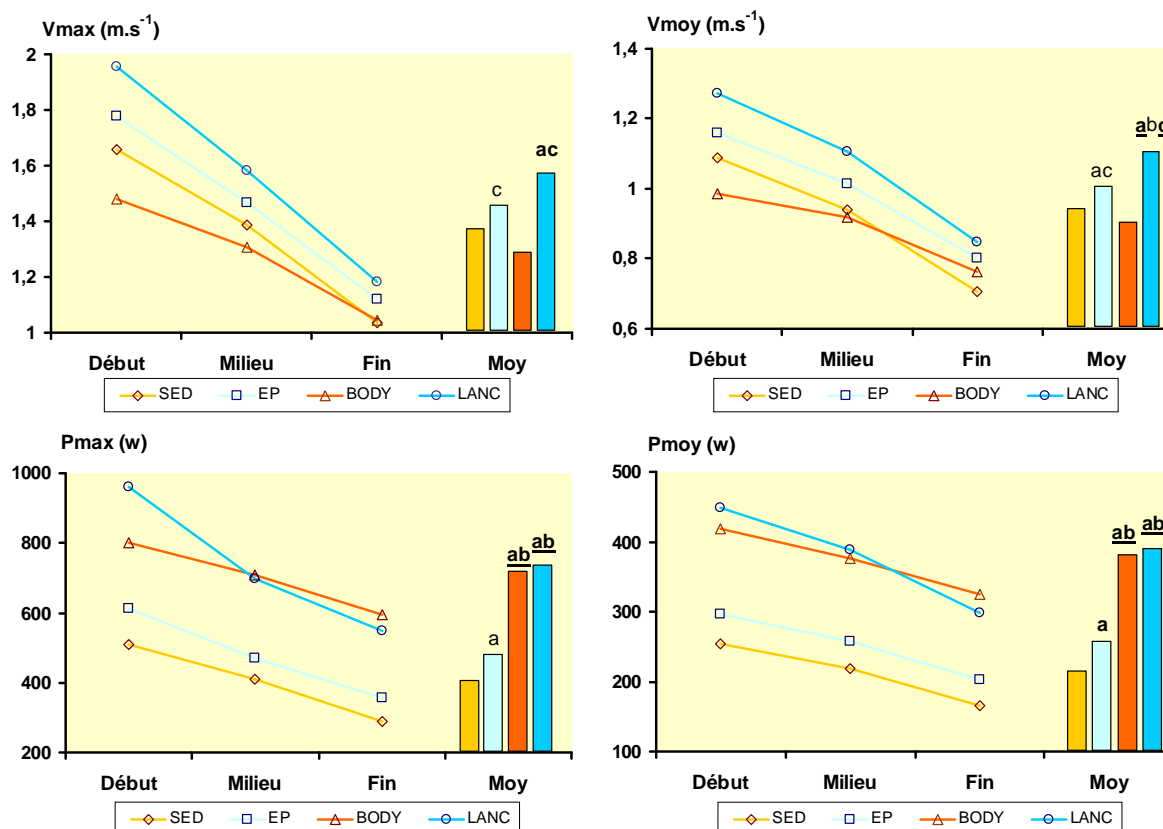 Vmax (m.s⁻¹)
2
1,8
1,6
1,4
1,2
1
c
ac
Début Milieu Fin Moy
SED EP BODY LANC
Vmoy (m.s⁻¹)
1,4
1,2
1
0,8
0,6
ac
ab
Début Milieu Fin Moy
SED EP BODY LANC
Pmax (w)
1000
800
600
400
200
a
ab
ab
Début Milieu Fin Moy
SED EP BODY LANC
Pmoy (w)
500
400
300
200
100
a
ab
ab
Début Milieu Fin Moy
SED EP BODY LANC